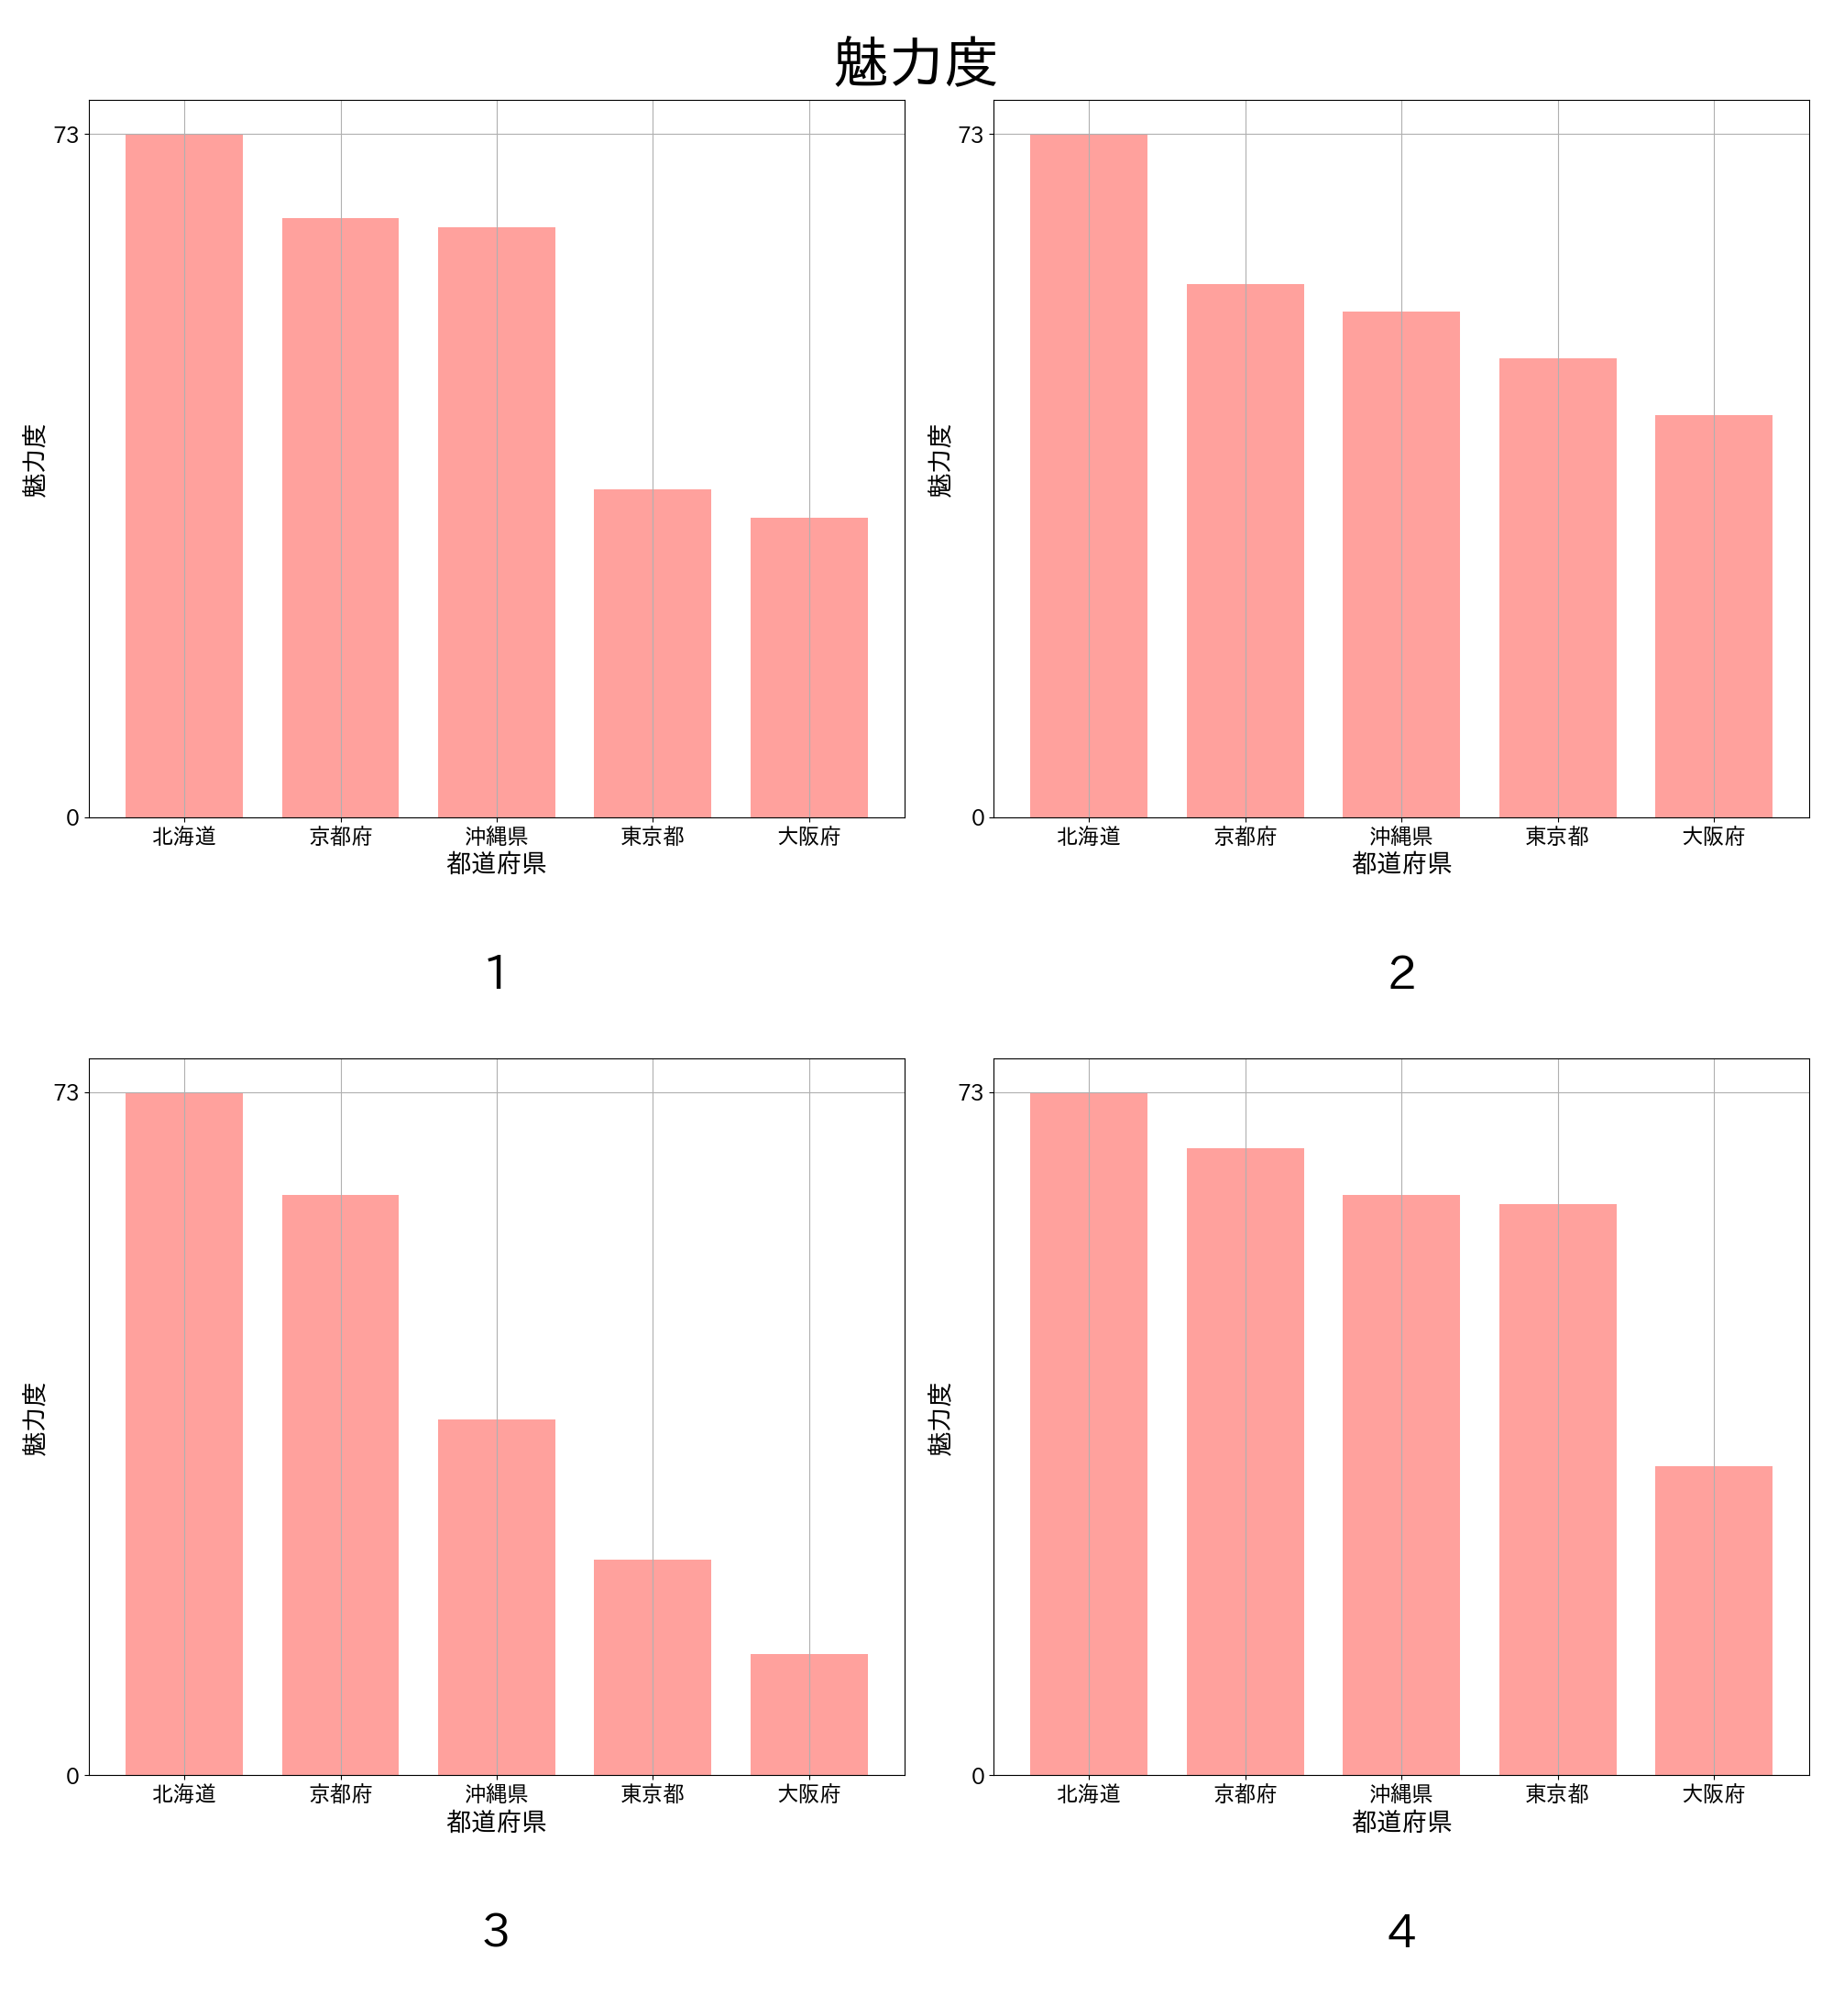 魅力度
73
0
魅力度
北海道 京都府 沖縄県 東京都 大阪府
都道府県
1
73
0
魅力度
北海道 京都府 沖縄県 東京都 大阪府
都道府県
2
73
0
魅力度
北海道 京都府 沖縄県 東京都 大阪府
都道府県
3
73
0
魅力度
北海道 京都府 沖縄県 東京都 大阪府
都道府県
4